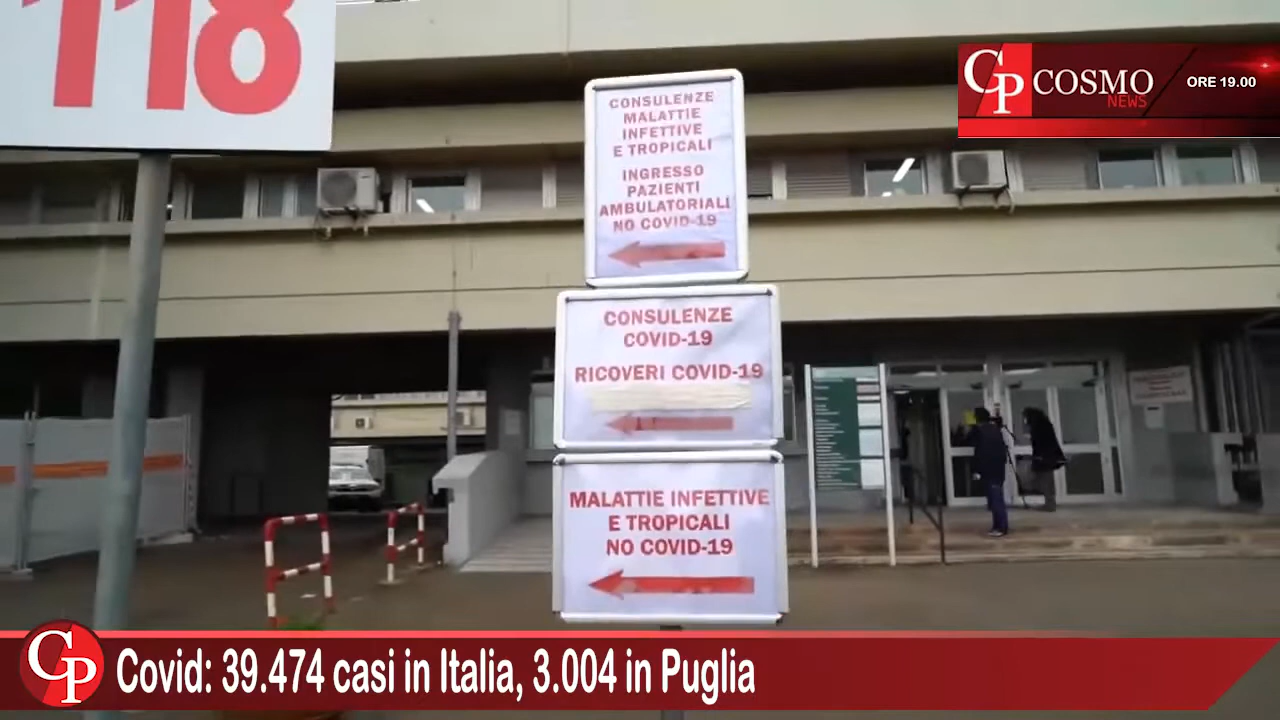 118
CP COSMO
NEWS
ORE 19.00
CONSULENZE
MALATTIE
INFETTIVE
E TROPICALI
INGRESSO
PAZIENTI
AMBULATORIALI
NO COVID-19
CONSULENZE
COVID-19
RICOVERI COVID-19
MALATTIE INFETTIVE
E TROPICALI
NO COVID-19
CP
Covid: 39.474 casi in Italia, 3.004 in Puglia